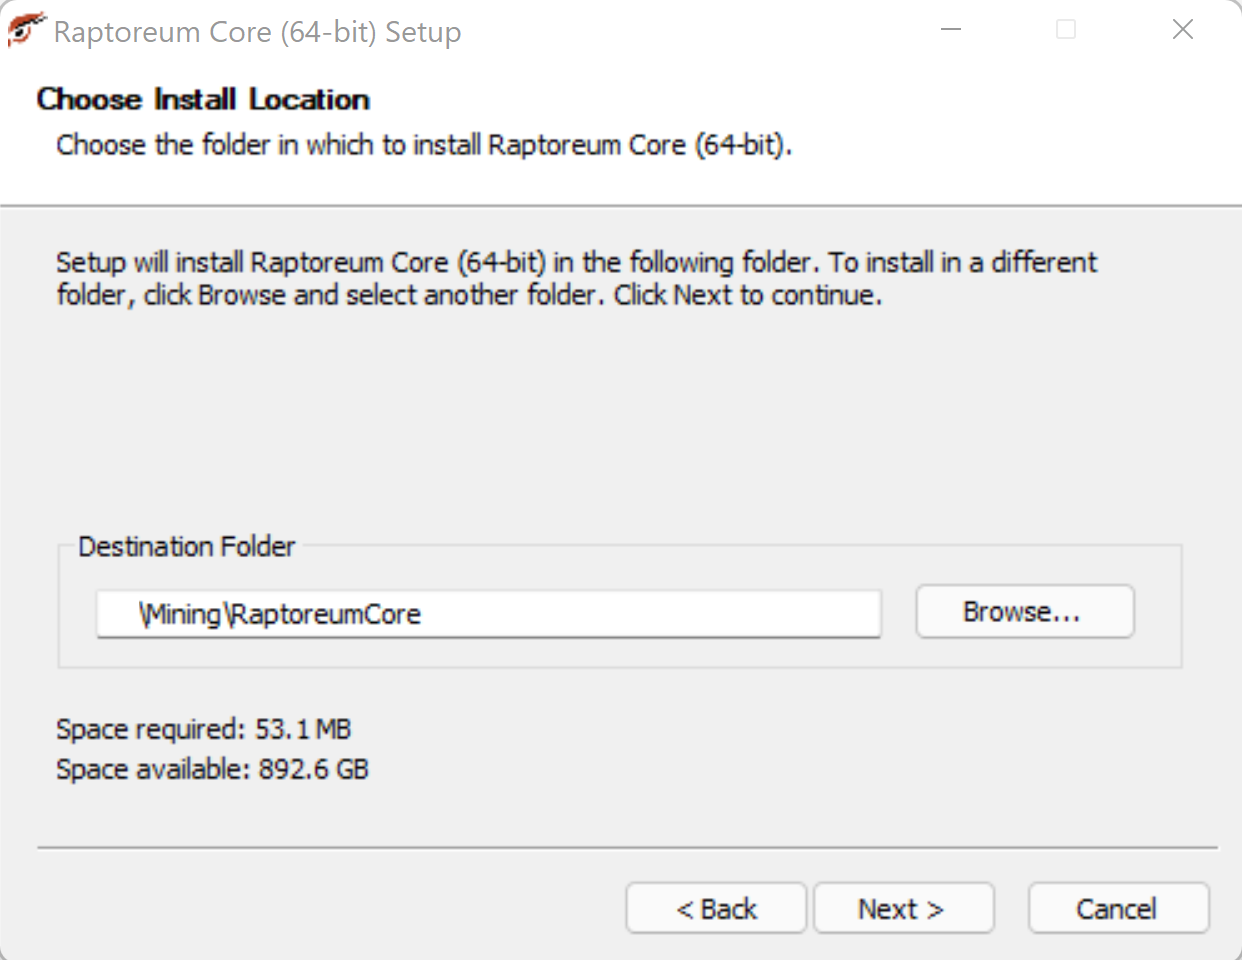 Raptoreum Core (64-bit) Setup
Choose Install Location
Choose the folder in which to install Raptoreum Core (64-bit).
Setup will install Raptoreum Core (64-bit) in the following folder. To install in a different
folder, click Browse and select another folder. Click Next to continue.
Destination Folder
\Mining\RaptoreumCore
Browse...
Space required: 53.1 MB
Space available: 892.6 GB
< Back
Next >
Cancel